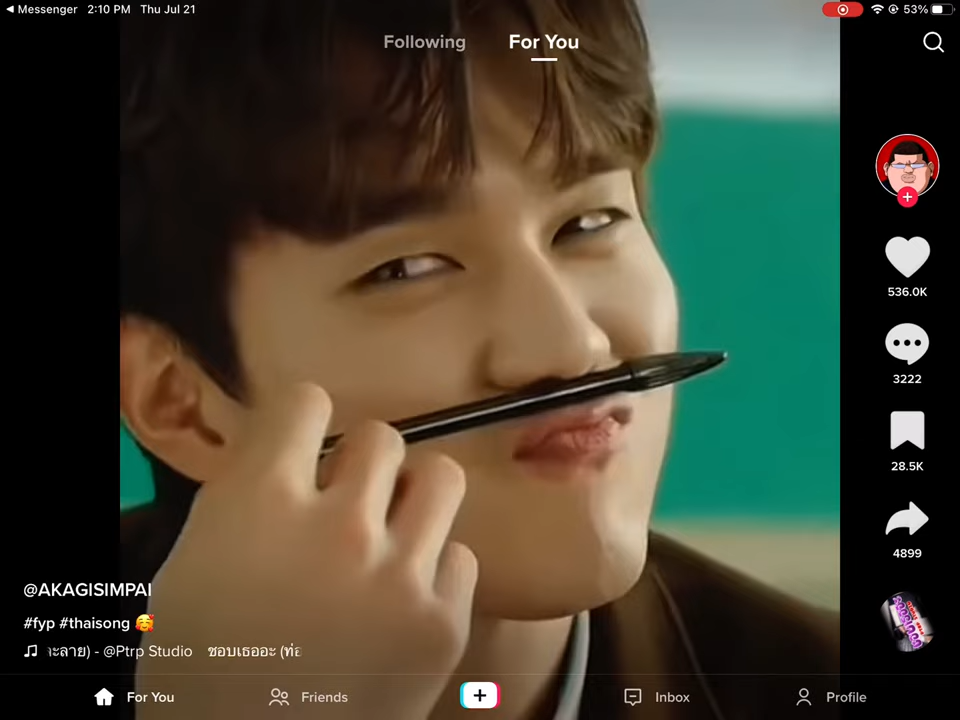 ◀ Messenger 2:10 PM Thu Jul 21 53%
Following For You
536.0K
3222
28.5K
4899
@AKAGISIMPAI
#fyp #thaisong 🥰
ะลาย) - @Ptrp Studio ชอบเธออะ (ท่อ
For You Friends Inbox Profile